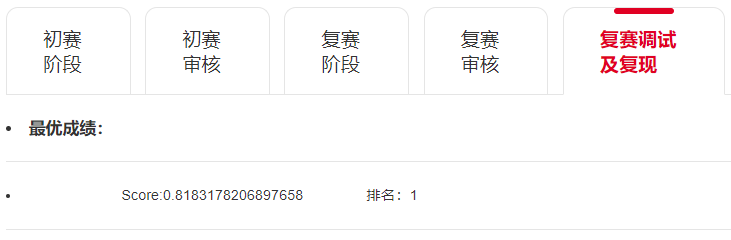 初赛
阶段
初赛
审核
复赛
阶段
复赛
审核
复赛调试
及复现
最优成绩：
Score:0.8183178206897658 排名：1